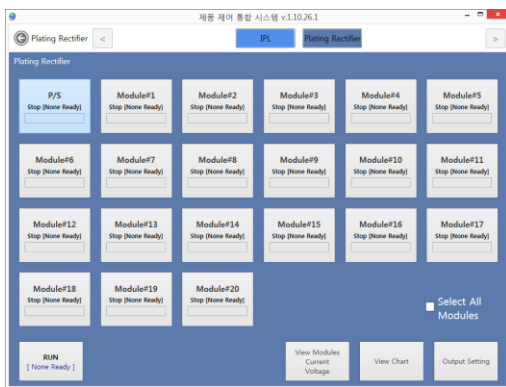 제품 제어 통합 시스템 v.1.10.26.1
Plating Rectifier < IPL Plating Rectifier >
Plating Rectifier
P/S Module#1 Module#2 Module#3 Module#4 Module#5
Stop [None Ready] Stop [None Ready] Stop [None Ready] Stop [None Ready] Stop [None Ready] Stop [None Ready]
Module#6 Module#7 Module#8 Module#9 Module#10 Module#11
Stop [None Ready] Stop [None Ready] Stop [None Ready] Stop [None Ready] Stop [None Ready] Stop [None Ready]
Module#12 Module#13 Module#14 Module#15 Module#16 Module#17
Stop [None Ready] Stop [None Ready] Stop [None Ready] Stop [None Ready] Stop [None Ready] Stop [None Ready]
Module#18 Module#19 Module#20
Stop [None Ready] Stop [None Ready] Stop [None Ready]
Select All
Modules
RUN
[ None Ready ]
View Modules
Current
Voltage
View Chart
Output Setting